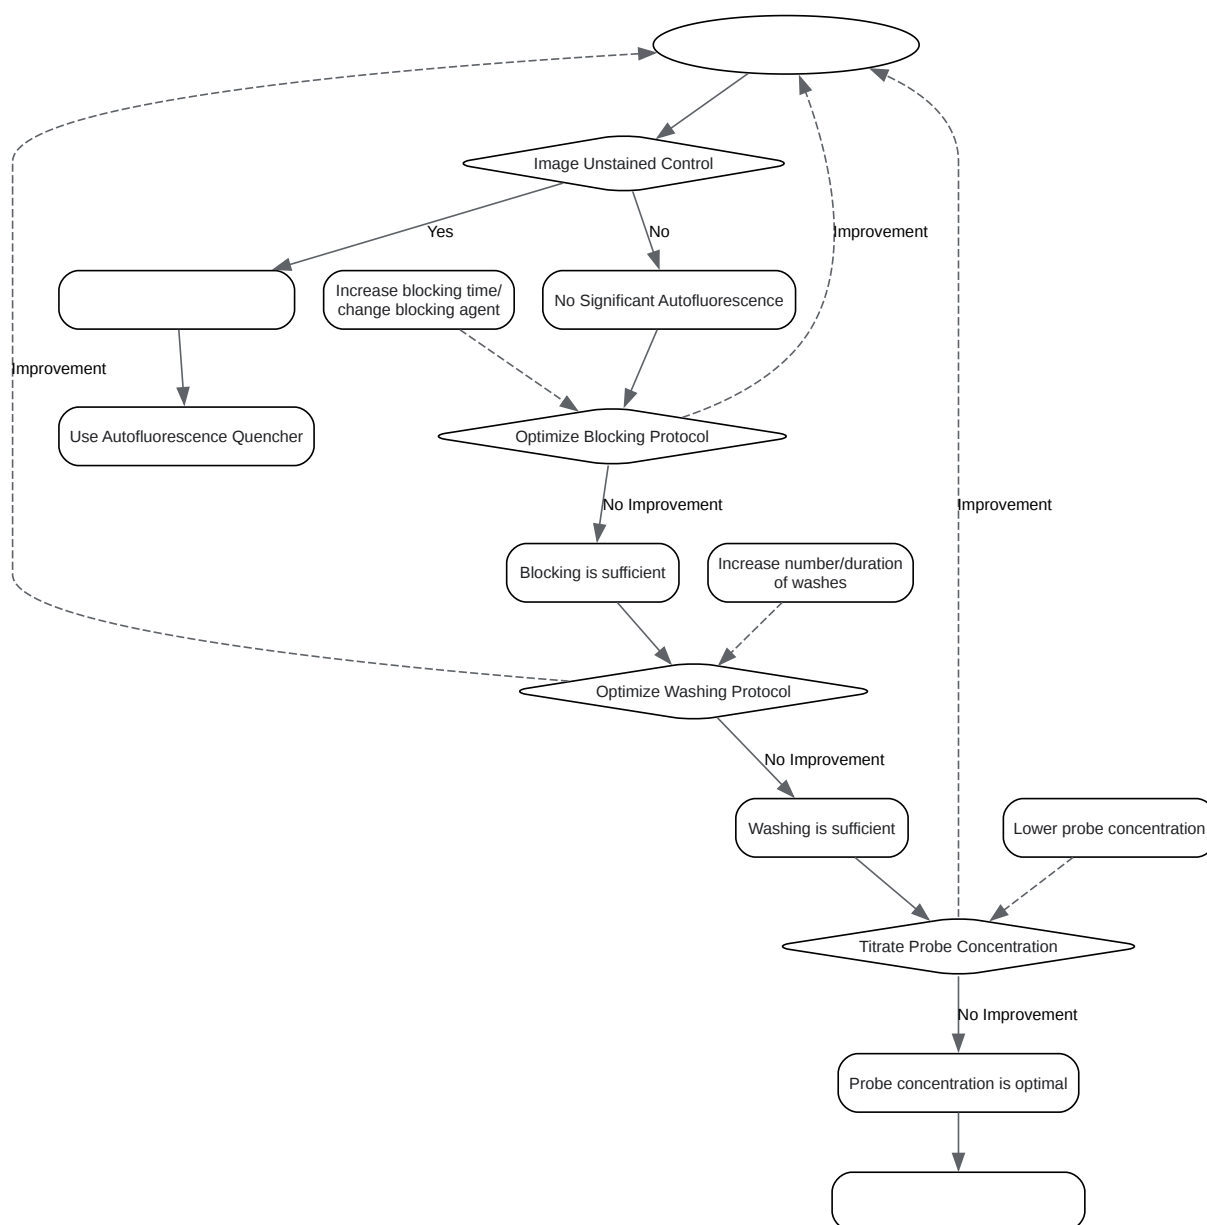 Image Unstained Control
Yes
No
Improvement
Increase blocking time/
change blocking agent
No Significant Autofluorescence
Improvement
Use Autofluorescence Quencher
Optimize Blocking Protocol
No Improvement
Improvement
Blocking is sufficient
Increase number/duration
of washes
Optimize Washing Protocol
No Improvement
Washing is sufficient
Lower probe concentration
Titrate Probe Concentration
No Improvement
Probe concentration is optimal